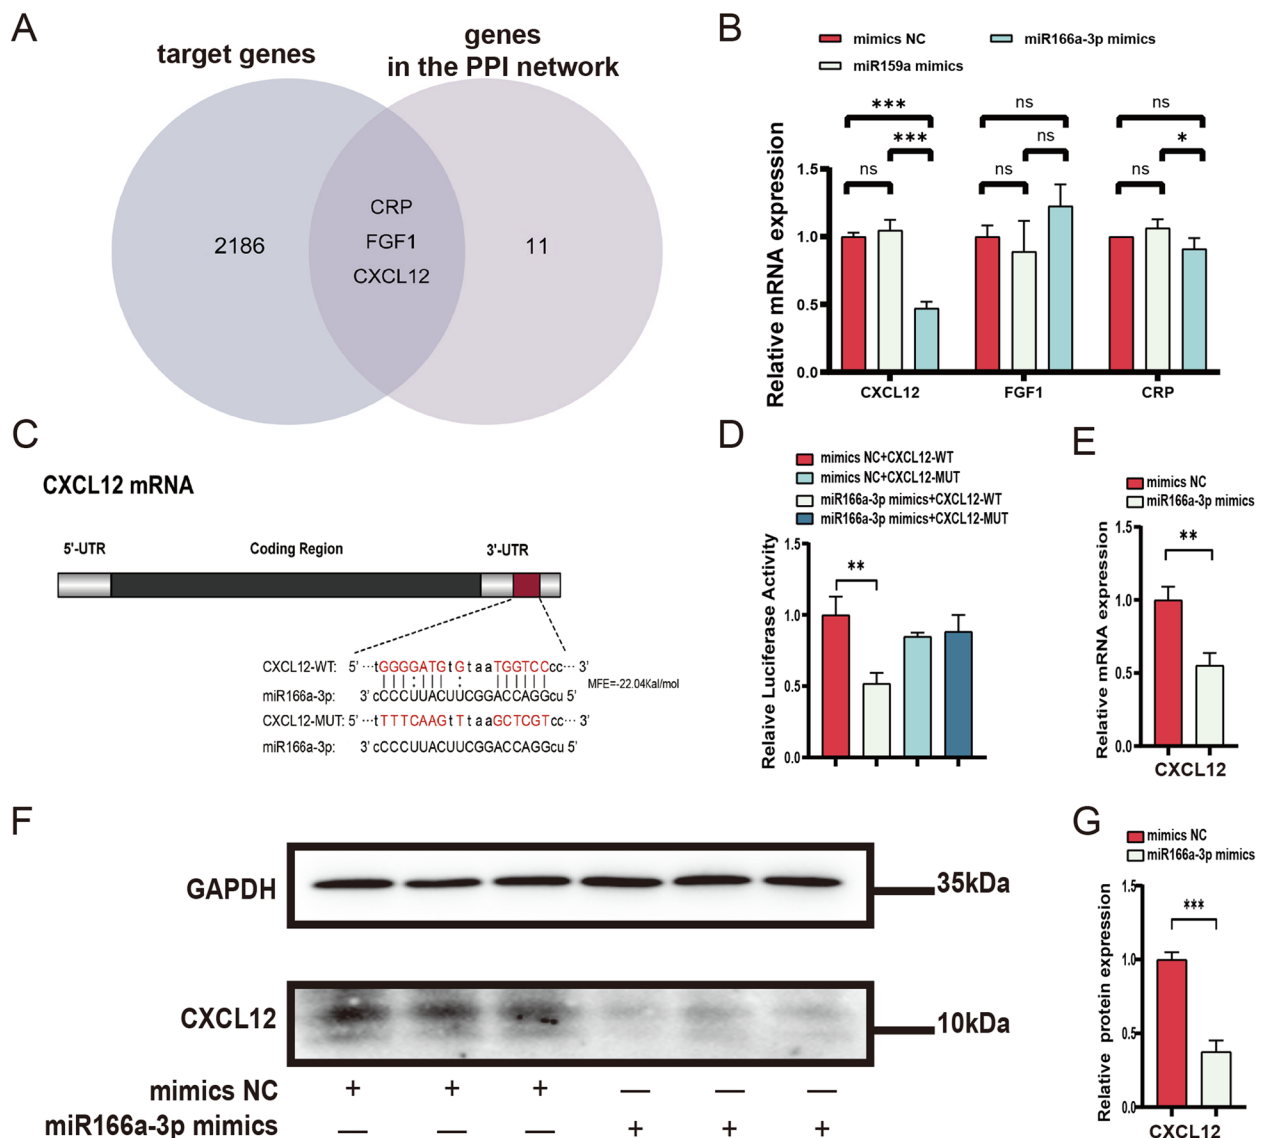 A
target genes
genes
in the PPI network
2186
CRP
FGF1
CXCL12
11
B
mimics NC
miR166a-3p mimics
miR159a mimics
Relative mRNA expression
1.5
1.0
0.5
0.0
***
***
ns
ns
ns
ns
ns
*
ns
CXCL12
FGF1
CRP
C
CXCL12 mRNA
5'-UTR
Coding Region
3'-UTR
CXCL12-WT: 5' ···tGGGGATGtGtaaTGGTCCcc··· 3'
MFE=-22.04Kal/mol
miR166a-3p: 3' cCCCUUACUUCGGACCAGGcu 5'
CXCL12-MUT: 5' ···tTTTCAAGtTtaaGCTCGTcc··· 3'
miR166a-3p: 3' cCCCUUACUUCGGACCAGGcu 5'
D
mimics NC+CXCL12-WT
mimics NC+CXCL12-MUT
miR166a-3p mimics+CXCL12-WT
miR166a-3p mimics+CXCL12-MUT
Relaive Luciferase Activity
1.5
1.0
0.5
0.0
**
E
mimics NC
miR166a-3p mimics
Relative mRNA expression
1.5
1.0
0.5
0.0
**
CXCL12
F
GAPDH
35kDa
CXCL12
10kDa
mimics NC + + + — — —
miR166a-3p mimics — — — + + +
G
mimics NC
miR166a-3p mimics
Relative protein expression
1.5
1.0
0.5
0.0
***
CXCL12